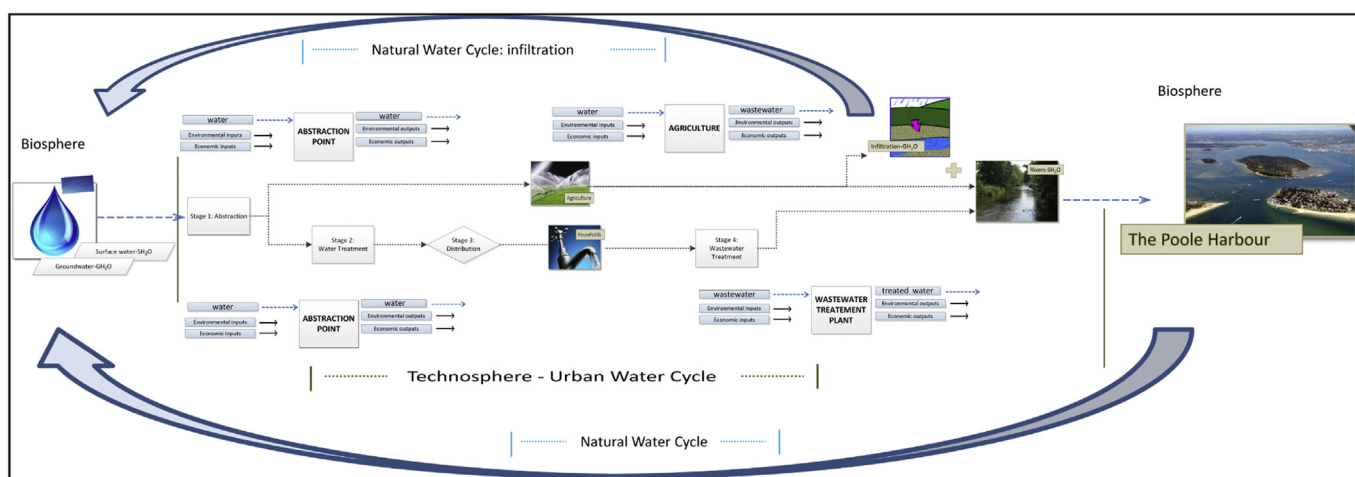 Natural Water Cycle: infiltration
Biosphere
Biosphere
water
Environmental inputs
Economic inputs
ABSTRACTION
POINT
water
Environmental outputs
Economic outputs
water
Environmental inputs
Economic inputs
AGRICULTURE
wastewater
Environmental outputs
Economic outputs
Infiltration-GH₂O
Rivers-SH₂O
Agriculture
Stage 1: Abstraction
Surface water-SH₂O
Groundwater-GH₂O
Stage 2:
Water Treatment
Stage 3:
Distribution
Households
Stage 4:
Wastewater
Treatment
The Poole Harbour
water
Environmental inputs
Economic inputs
ABSTRACTION
POINT
water
Environmental outputs
Economic outputs
wastewater
Environmental inputs
Economic inputs
WASTEWATER
TREATEMENT
PLANT
treated water
Environmental outputs
Economic outputs
Technosphere - Urban Water Cycle
Natural Water Cycle